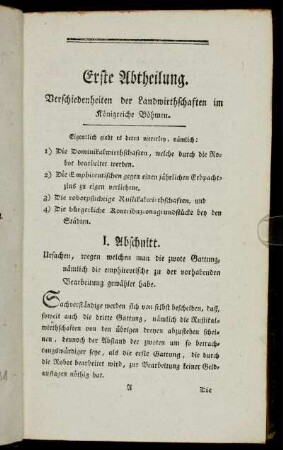 Erste Abtheilung.
Verschiedenheiten der Landwirthschaften im
Königreiche Böhmen.
Eigentlich giebt es deren viererley, nämlich:
1) Die Dominikalwirthschaften, welche durch die Ro-
bot bearbeitet werden.
2) Die Emphiteutischen gegen einen jährlichen Erbpacht-
zins zu eigen verliehene,
3) Die robotpflichtige Rustikalwirthschaften, und
4) Die bürgerliche Kontribuzionsgrundstücke bey den
Städten.
I. Abschnitt.
Ursachen, wegen welchen man die zwote Gattung,
nämlich die emphitevtische zu der vorhabenden
Bearbeitung gewählet habe.
Sachverständige werden sich von selbst bescheiden, daß,
soweit auch die dritte Gattung, nämlich die Rustikal-
wirthschaften von den übrigen dreyen abzustehen schei-
nen, dennoch der Abstand der zwoten um so betrach-
tungswürdiger seye, als die erste Gattung, die durch
die Robot bearbeitet wird, zur Bearbeitung keiner Geld-
auslagen nöthig hat.
A Die